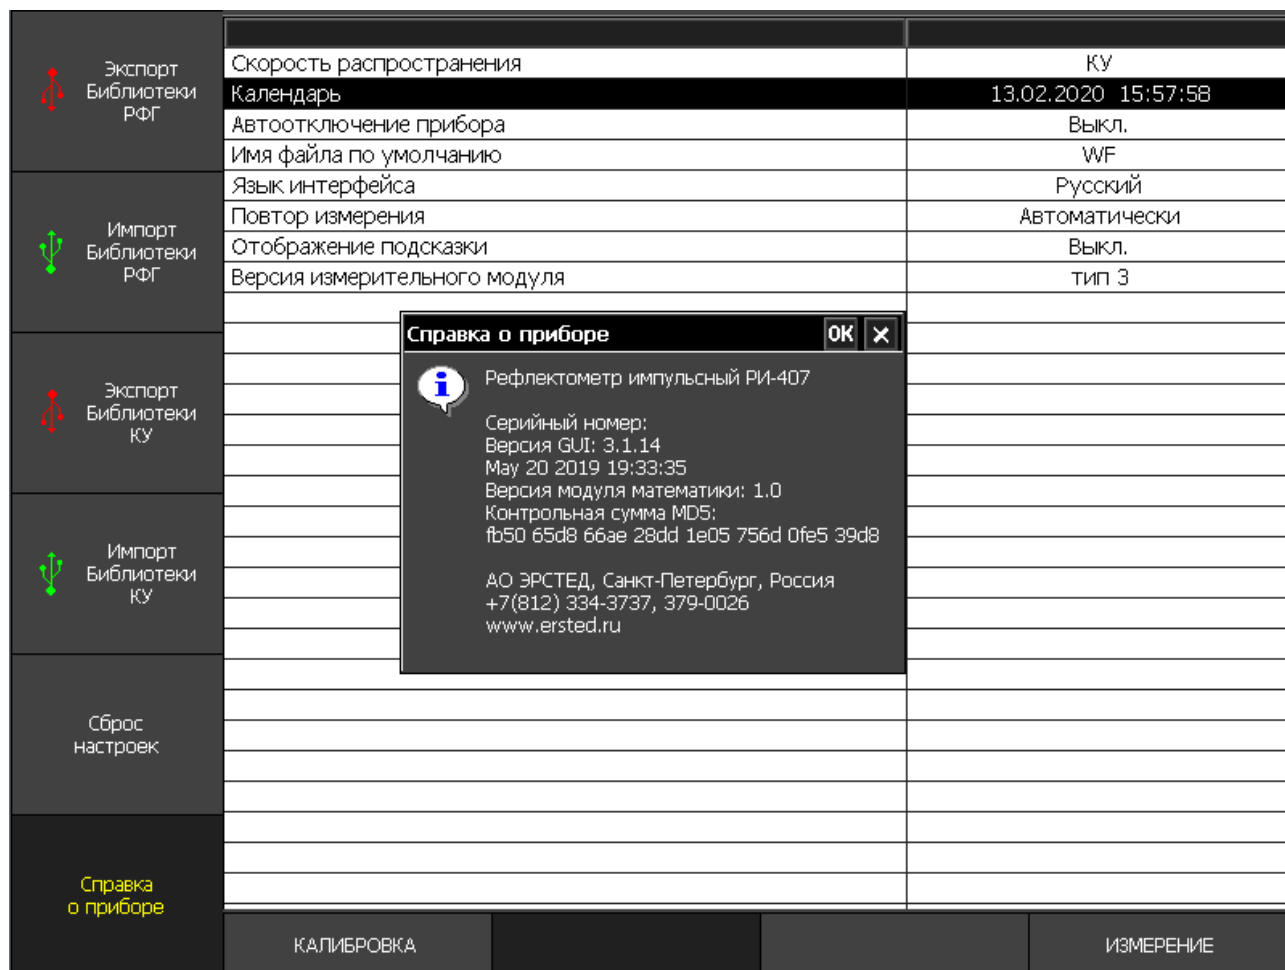 Экспорт
Библиотеки
РФГ
Импорт
Библиотеки
РФГ
Экспорт
Библиотеки
КУ
Импорт
Библиотеки
КУ
Сброс
настроек
Справка
о приборе
Скорость распространения КУ
Календарь 13.02.2020 15:57:58
Автоотключение прибора Выкл.
Имя файла по умолчанию WF
Язык интерфейса Русский
Повтор измерения Автоматически
Отображение подсказки Выкл.
Версия измерительного модуля тип 3
Справка о приборе OK
Рефлектометр импульсный РИ-407
Серийный номер:
Версия GUI: 3.1.14
May 20 2019 19:33:35
Версия модуля математики: 1.0
Контрольная сумма MD5:
fb50 65d8 66ae 28dd 1e05 756d 0fe5 39d8
АО ЭРСТЕД, Санкт-Петербург, Россия
+7(812) 334-3737, 379-0026
www.ersted.ru
КАЛИБРОВКА ИЗМЕРЕНИЕ